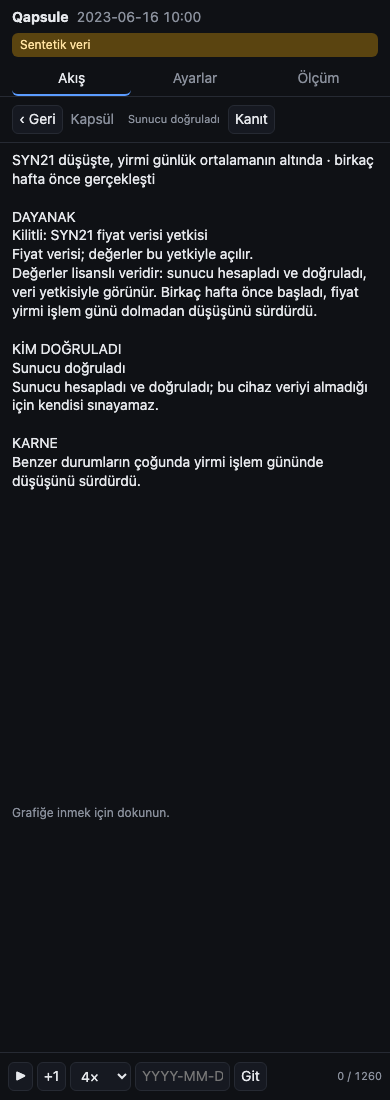 Qapsule 2023-06-16 10:00
Sentetik veri
Akış Ayarlar Ölçüm
‹ Geri Kapsül Sunucu doğruladı Kanıt
SYN21 düşüşte, yirmi günlük ortalamanın altında · birkaç
hafta önce gerçekleşti
DAYANAK
Kilitli: SYN21 fiyat verisi yetkisi
Fiyat verisi; değerler bu yetkiyle açılır.
Değerler lisanslı veridir: sunucu hesapladı ve doğruladı,
veri yetkisiyle görünür. Birkaç hafta önce başladı, fiyat
yirmi işlem günü dolmadan düşüşünü sürdürdü.
KİM DOĞRULADI
Sunucu doğruladı
Sunucu hesapladı ve doğruladı; bu cihaz veriyi almadığı
için kendisi sınayamaz.
KARNE
Benzer durumların çoğunda yirmi işlem gününde
düşüşünü sürdürdü.
Grafiğe inmek için dokunun.
+1 4x YYYY-MM-D Git 0 / 1260